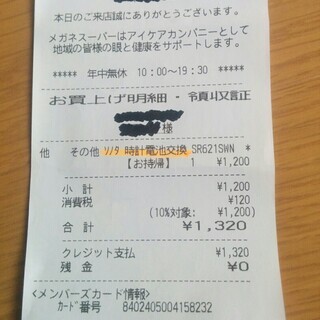 本日のご来店誠にありがとうございます。
メガネスーパーはアイケアカンパニーとして
地域の皆様の眼と健康をサポートします。
***** 年中無休 10:00～19:30 *****
お買上げ明細・領収証
様
他 その他 ソノタ 時計電池交換 SR621SWN *
【お持帰】 1 ¥1,200
小 計 ¥1,200
消費税 ¥120
(10%対象: ¥1,200)
合 計 ¥1,320
クレジット支払 ¥1,320
残 金 ¥0
<メンバーズカード情報>
カード番号 8402405004158232